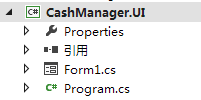 CashManager.UI
Properties
引用
Form1.cs
Program.cs